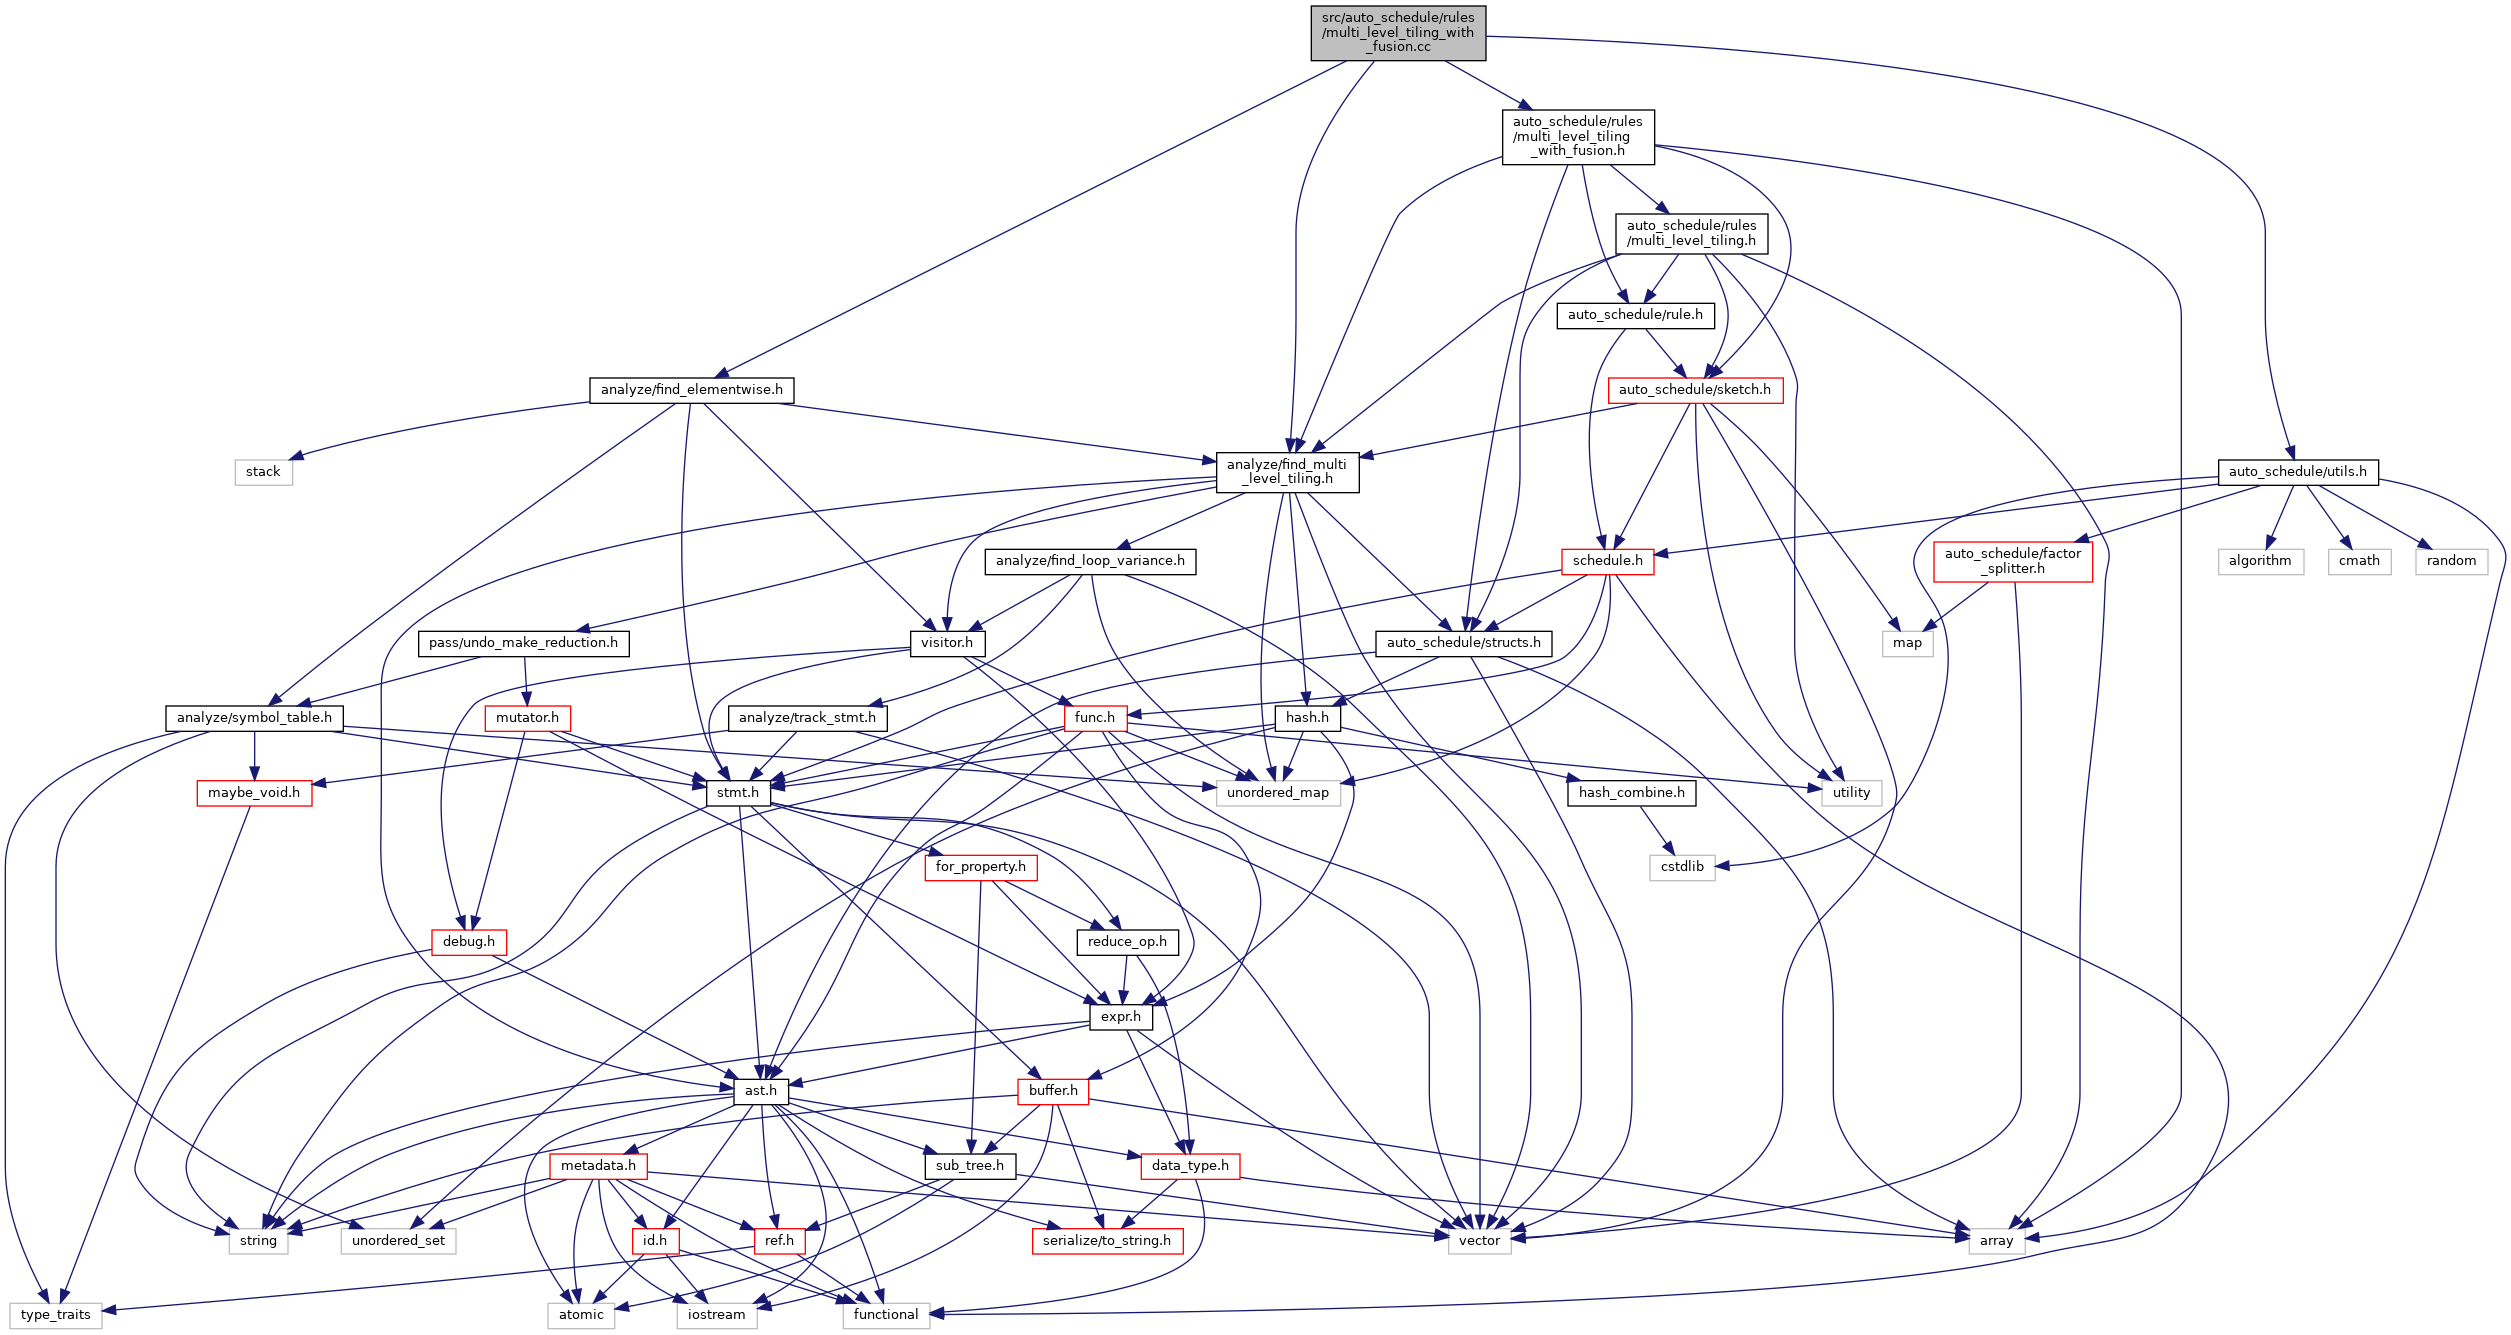 src/auto_schedule/rules
/multi_level_tiling_with
_fusion.cc
auto_schedule/rules
/multi_level_tiling
_with_fusion.h
auto_schedule/rules
/multi_level_tiling.h
auto_schedule/rule.h
analyze/find_elementwise.h
auto_schedule/sketch.h
stack
analyze/find_multi
_level_tiling.h
auto_schedule/utils.h
analyze/find_loop_variance.h
schedule.h
auto_schedule/factor
_splitter.h
algorithm
cmath
random
pass/undo_make_reduction.h
visitor.h
auto_schedule/structs.h
map
analyze/symbol_table.h
mutator.h
analyze/track_stmt.h
func.h
hash.h
maybe_void.h
stmt.h
unordered_map
hash_combine.h
utility
for_property.h
cstdlib
debug.h
reduce_op.h
expr.h
ast.h
buffer.h
metadata.h
sub_tree.h
data_type.h
string
unordered_set
id.h
ref.h
serialize/to_string.h
vector
array
type_traits
atomic
iostream
functional